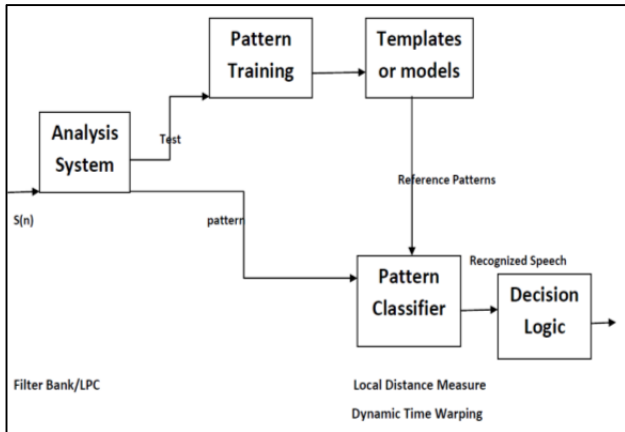 Pattern
Training
Templates
or models
Analysis
System
Test
Reference Patterns
S(n)
pattern
Recognized Speech
Pattern
Classifier
Decision
Logic
Filter Bank/LPC
Local Distance Measure
Dynamic Time Warping